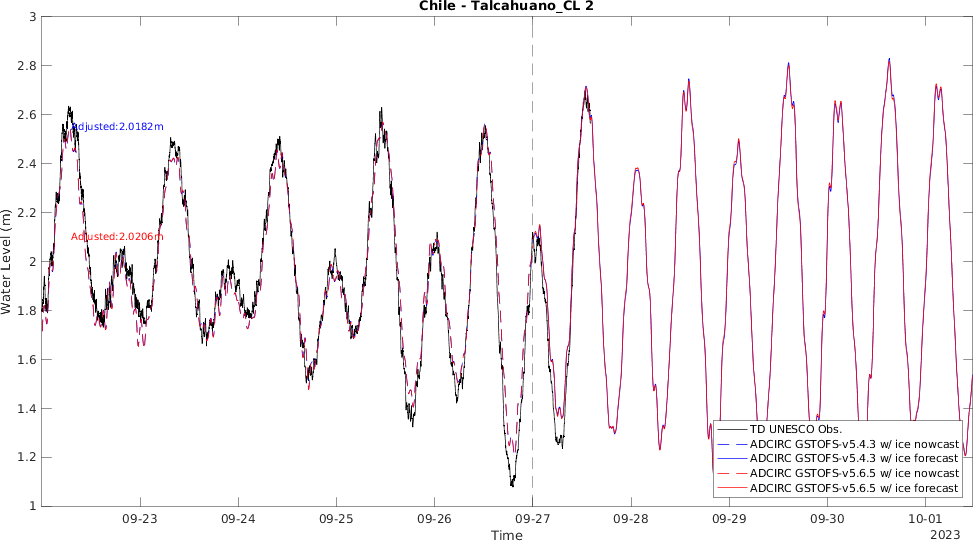 Chile - Talcahuano_CL 2
Water Level (m)
3
2.8
2.6
2.4
2.2
2
1.8
1.6
1.4
1.2
1
Adjusted:2.0182m
Adjusted:2.0206m
TD UNESCO Obs.
ADCIRC GSTOFS-v5.4.3 w/ ice nowcast
ADCIRC GSTOFS-v5.4.3 w/ ice forecast
ADCIRC GSTOFS-v5.6.5 w/ ice nowcast
ADCIRC GSTOFS-v5.6.5 w/ ice forecast
09-23 09-24 09-25 09-26 09-27 09-28 09-29 09-30 10-01
Time
2023